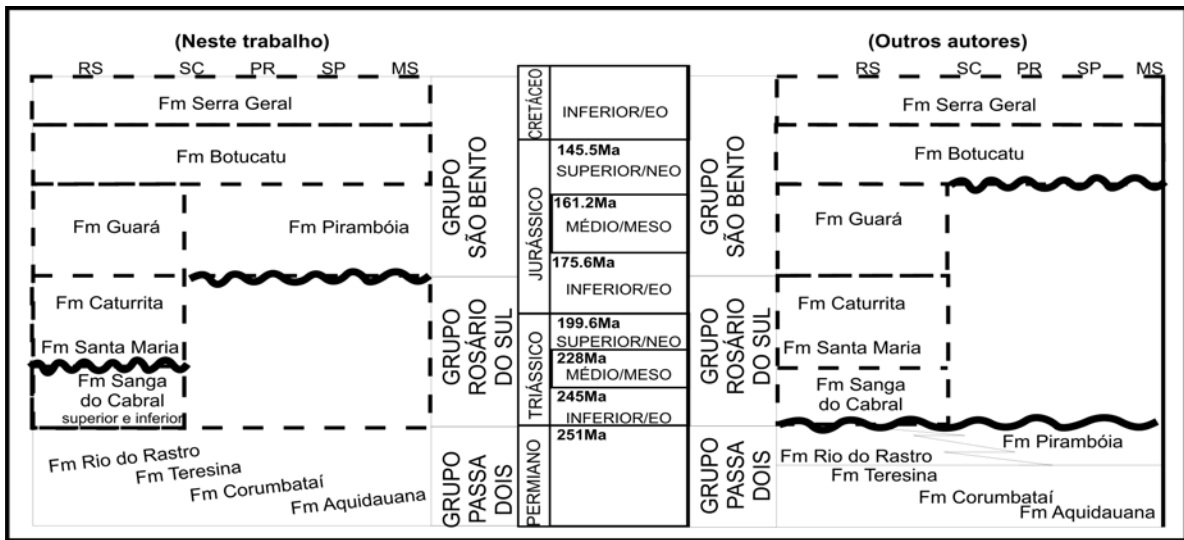 (Neste trabalho)
RS SC PR SP MS
Fm Serra Geral
Fm Botucatu
Fm Guará
Fm Pirambóia
Fm Caturrita
Fm Santa Maria
Fm Sanga
do Cabral
superior e inferior
Fm Rio do Rastro
Fm Teresina
Fm Corumbataí
Fm Aquidauana
GRUPO
SÃO BENTO
GRUPO
ROSÁRIO
DO SUL
GRUPO
PASSA
DOIS
CRETÁCEO
INFERIOR/EO
JURÁSSICO
145.5Ma
SUPERIOR/NEO
161.2Ma
MÉDIO/MESO
175.6Ma
INFERIOR/EO
TRIÁSSICO
199.6Ma
SUPERIOR/NEO
228Ma
MÉDIO/MESO
245Ma
INFERIOR/EO
PERMIANO
251Ma
GRUPO
SÃO BENTO
GRUPO
ROSÁRIO
DO SUL
GRUPO
PASSA
DOIS
(Outros autores)
RS SC PR SP MS
Fm Serra Geral
Fm Botucatu
Fm Guará
Fm Caturrita
Fm Santa Maria
Fm Sanga
do Cabral
Fm Pirambóia
Fm Rio do Rastro
Fm Teresina
Fm Corumbataí
Fm Aquidauana